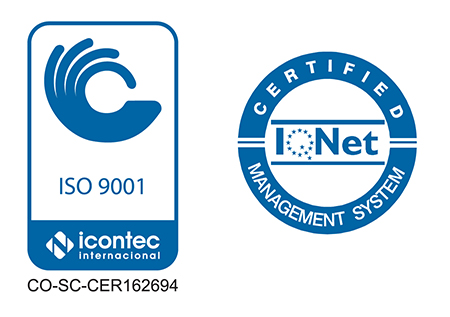 ISO 9001
icontec
internacional
CO-SC-CER162694
CERTIFIED
IQNet
MANAGEMENT SYSTEM